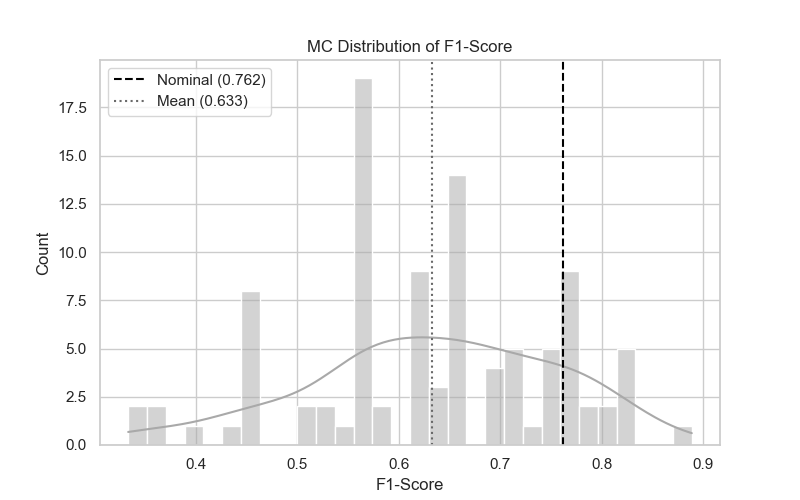 MC Distribution of F1-Score
Nominal (0.762)
Mean (0.633)
17.5
15.0
12.5
10.0
7.5
5.0
2.5
0.0
Count
0.4 0.5 0.6 0.7 0.8 0.9
F1-Score